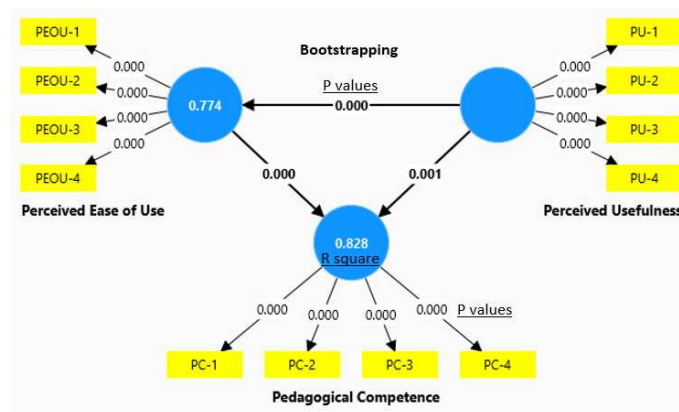 PEOU-1
PU-1
Bootstrapping
0.000
0.000
PEOU-2
PU-2
0.000
P values
0.000
0.774
0.000
PEOU-3
0.000
0.000
PU-3
0.000
0.000
PEOU-4
PU-4
0.000
0.001
Perceived Ease of Use
Perceived Usefulness
0.828
R square
0.000
0.000
0.000
0.000
P values
PC-1
PC-2
PC-3
PC-4
Pedagogical Competence